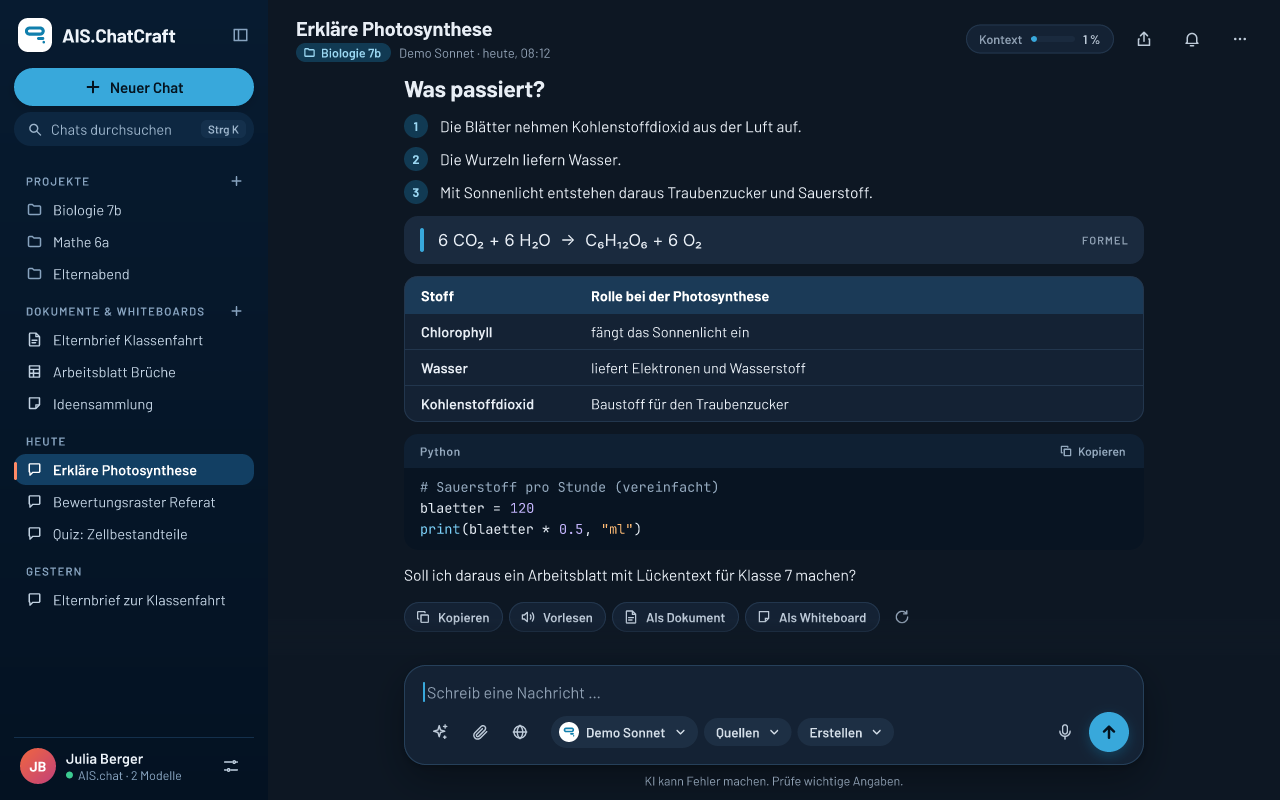 AIS.ChatCraft
Neuer Chat
Chats durchsuchen Strg K
PROJEKTE
Biologie 7b
Mathe 6a
Elternabend
DOKUMENTE & WHITEBOARDS
Elternbrief Klassenfahrt
Arbeitsblatt Brüche
Ideensammlung
HEUTE
Erkläre Photosynthese
Bewertungsraster Referat
Quiz: Zellbestandteile
GESTERN
Elternbrief zur Klassenfahrt
JB
Julia Berger
AIS.chat · 2 Modelle
Erkläre Photosynthese
Biologie 7b Demo Sonnet · heute, 08:12
Kontext 1 %
Was passiert?
1 Die Blätter nehmen Kohlenstoffdioxid aus der Luft auf.
2 Die Wurzeln liefern Wasser.
3 Mit Sonnenlicht entstehen daraus Traubenzucker und Sauerstoff.
6 CO₂ + 6 H₂O → C₆H₁₂O₆ + 6 O₂ FORMEL
Stoff Rolle bei der Photosynthese
Chlorophyll fängt das Sonnenlicht ein
Wasser liefert Elektronen und Wasserstoff
Kohlenstoffdioxid Baustoff für den Traubenzucker
Python Kopieren
# Sauerstoff pro Stunde (vereinfacht)
blaetter = 120
print(blaetter * 0.5, "ml")
Soll ich daraus ein Arbeitsblatt mit Lückentext für Klasse 7 machen?
Kopieren Vorlesen Als Dokument Als Whiteboard
Schreib eine Nachricht ...
Demo Sonnet Quellen Erstellen
KI kann Fehler machen. Prüfe wichtige Angaben.